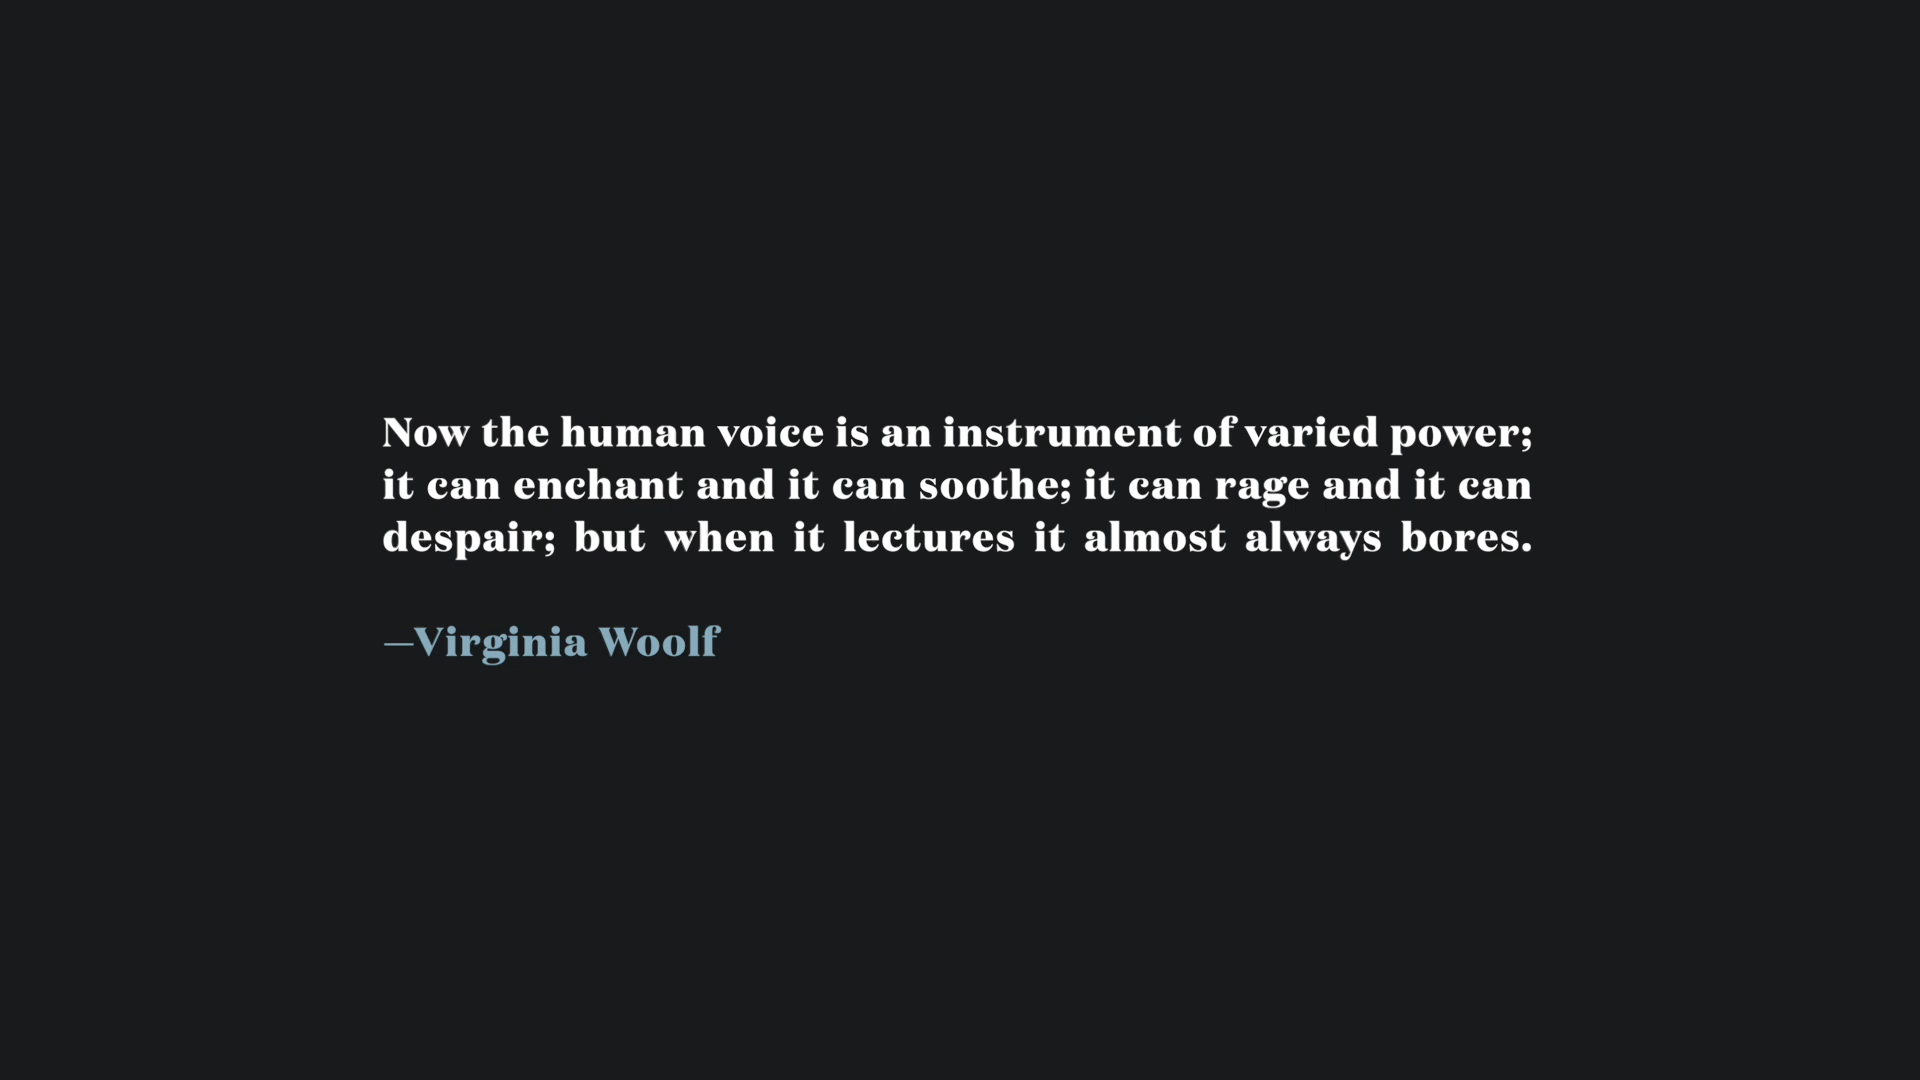 Now the human voice is an instrument of varied power;
it can enchant and it can soothe; it can rage and it can
despair; but when it lectures it almost always bores.
—Virginia Woolf